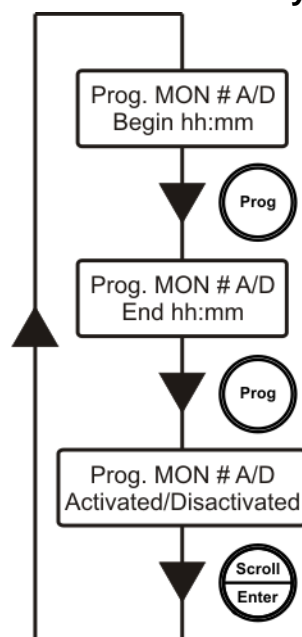 Prog. MON # A/D
Begin hh:mm
Prog
Prog. MON # A/D
End hh:mm
Prog
Prog. MON # A/D
Activated/Disactivated
Scroll
Enter